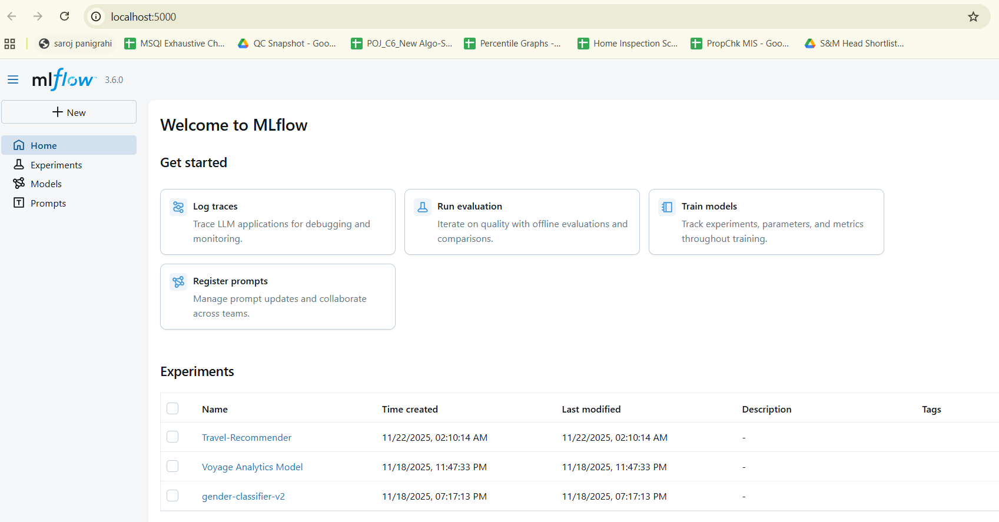 localhost:5000
saroj panigrahi MSQI Exhaustive Ch... QC Snapshot - Goo... POJ_C6_New Algo-S... Percentile Graphs -... Home Inspection Sc... PropChk MIS - Goo... S&M Head Shortlist...
mlflow™ 3.6.0
New
Home
Experiments
Models
Prompts
Welcome to MLflow
Get started
Log traces
Trace LLM applications for debugging and
monitoring.
Run evaluation
Iterate on quality with offline evaluations and
comparisons.
Train models
Track experiments, parameters, and metrics
throughout training.
Register prompts
Manage prompt updates and collaborate
across teams.
Experiments
Name Time created Last modified Description Tags
Travel-Recommender 11/22/2025, 02:10:14 AM 11/22/2025, 02:10:14 AM -
Voyage Analytics Model 11/18/2025, 11:47:33 PM 11/18/2025, 11:47:33 PM -
gender-classifier-v2 11/18/2025, 07:17:13 PM 11/18/2025, 07:17:13 PM -